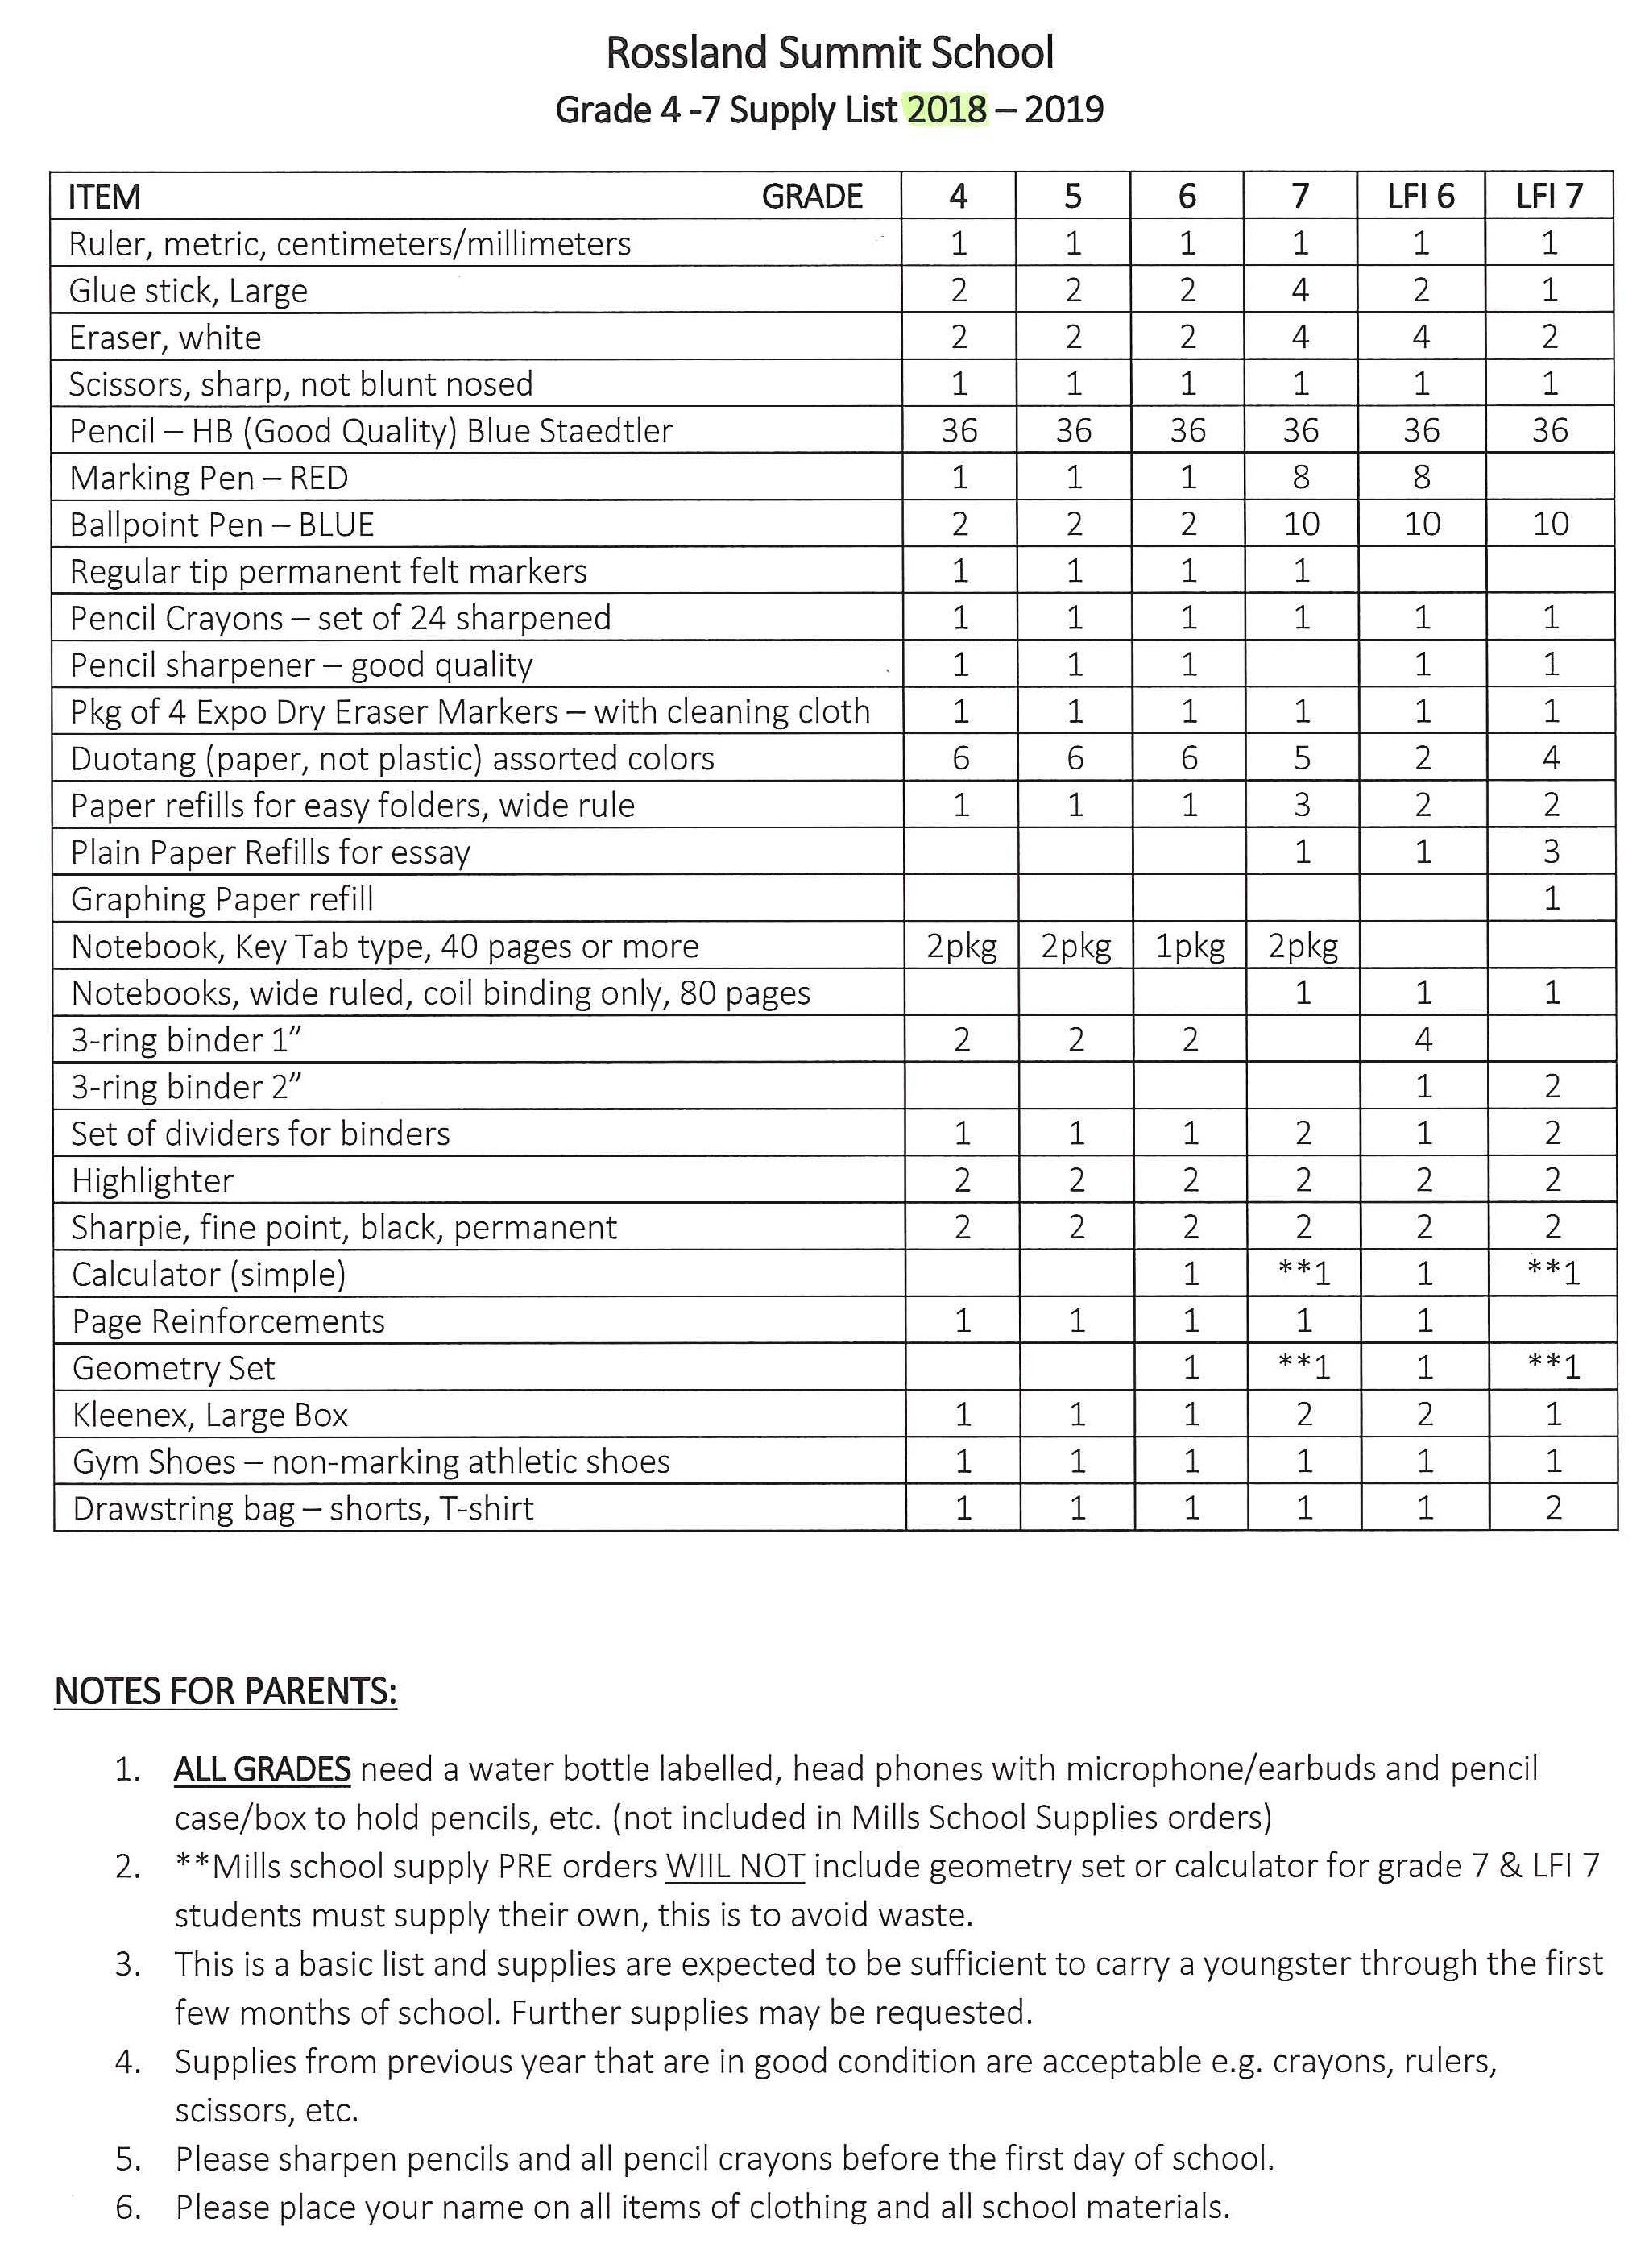 Rossland Summit School
Grade 4 -7 Supply List 2018 – 2019
ITEM GRADE 4 5 6 7 LFI 6 LFI 7
Ruler, metric, centimeters/millimeters 1 1 1 1 1 1
Glue stick, Large 2 2 2 4 2 1
Eraser, white 2 2 2 4 4 2
Scissors, sharp, not blunt nosed 1 1 1 1 1 1
Pencil – HB (Good Quality) Blue Staedtler 36 36 36 36 36 36
Marking Pen – RED 1 1 1 8 8
Ballpoint Pen – BLUE 2 2 2 10 10 10
Regular tip permanent felt markers 1 1 1 1
Pencil Crayons – set of 24 sharpened 1 1 1 1 1 1
Pencil sharpener – good quality 1 1 1 1 1
Pkg of 4 Expo Dry Eraser Markers – with cleaning cloth 1 1 1 1 1 1
Duotang (paper, not plastic) assorted colors 6 6 6 5 2 4
Paper refills for easy folders, wide rule 1 1 1 3 2 2
Plain Paper Refills for essay 1 1 3
Graphing Paper refill 1
Notebook, Key Tab type, 40 pages or more 2pkg 2pkg 1pkg 2pkg
Notebooks, wide ruled, coil binding only, 80 pages 1 1 1
3-ring binder 1” 2 2 2 4
3-ring binder 2” 1 2
Set of dividers for binders 1 1 1 2 1 2
Highlighter 2 2 2 2 2 2
Sharpie, fine point, black, permanent 2 2 2 2 2 2
Calculator (simple) 1 **1 1 **1
Page Reinforcements 1 1 1 1 1
Geometry Set 1 **1 1 **1
Kleenex, Large Box 1 1 1 2 2 1
Gym Shoes – non-marking athletic shoes 1 1 1 1 1 1
Drawstring bag – shorts, T-shirt 1 1 1 1 1 2
NOTES FOR PARENTS:
1. ALL GRADES need a water bottle labelled, head phones with microphone/earbuds and pencil
case/box to hold pencils, etc. (not included in Mills School Supplies orders)
2. **Mills school supply PRE orders WIIL NOT include geometry set or calculator for grade 7 & LFI 7
students must supply their own, this is to avoid waste.
3. This is a basic list and supplies are expected to be sufficient to carry a youngster through the first
few months of school. Further supplies may be requested.
4. Supplies from previous year that are in good condition are acceptable e.g. crayons, rulers,
scissors, etc.
5. Please sharpen pencils and all pencil crayons before the first day of school.
6. Please place your name on all items of clothing and all school materials.